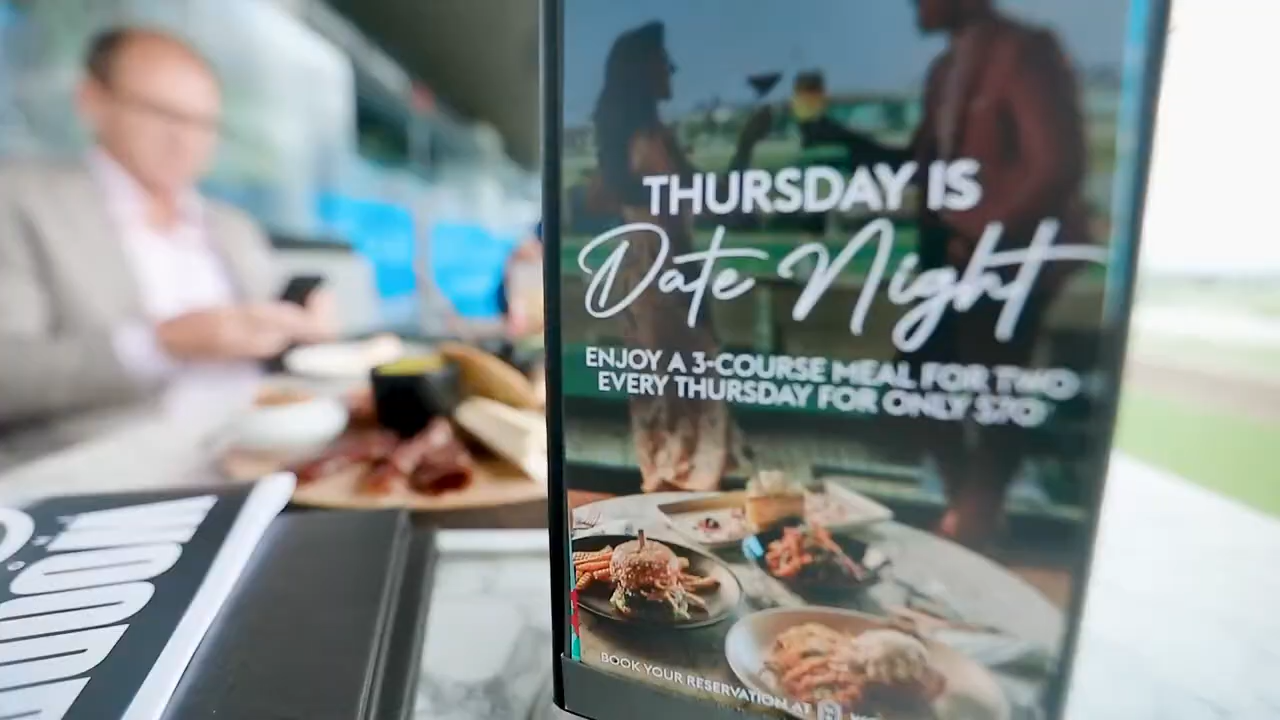 THURSDAY IS
Date Night
ENJOY A 3-COURSE MEAL FOR TWO
EVERY THURSDAY FOR ONLY $70
BOOK YOUR RESERVATION AT